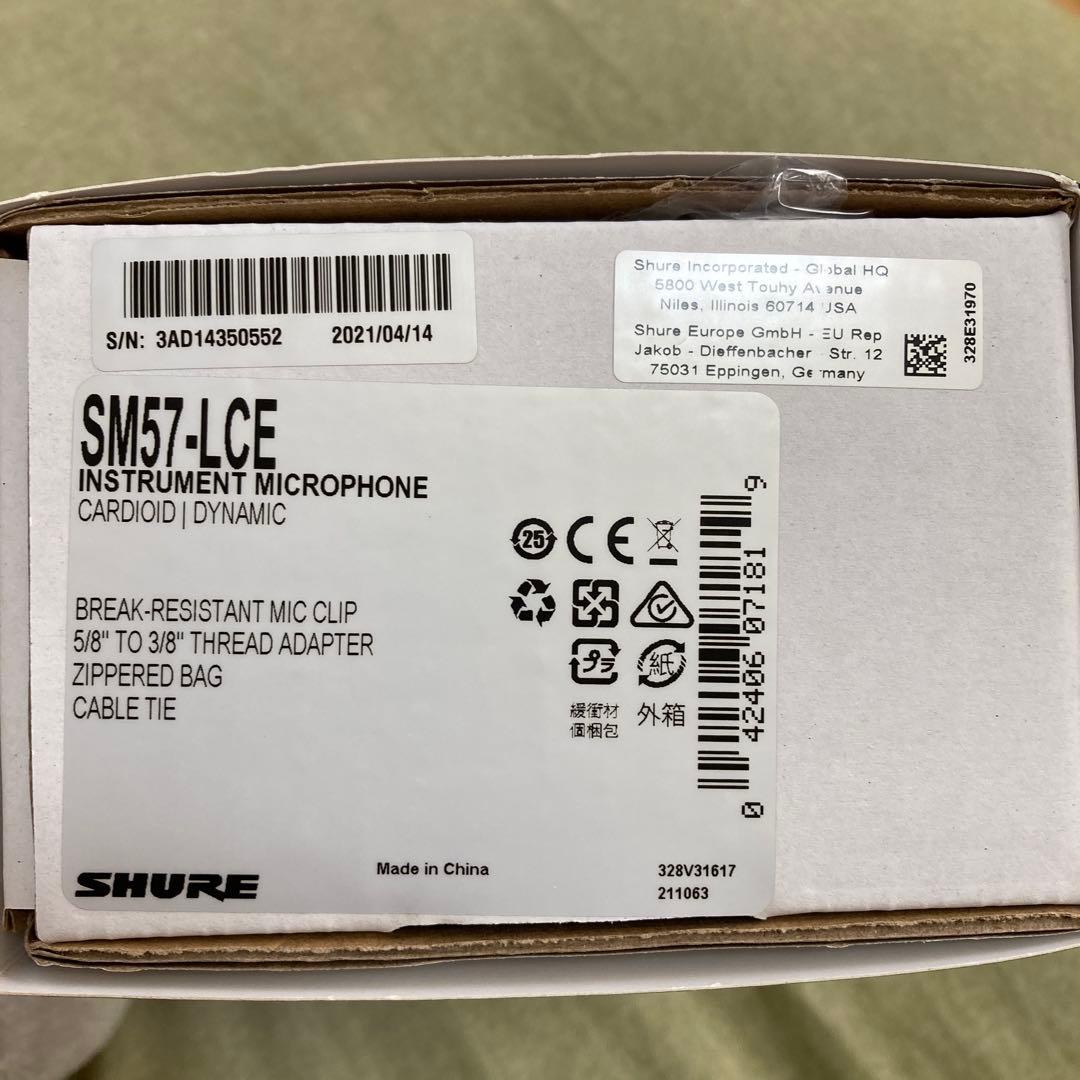 S/N: 3AD14350552 2021/04/14
Shure Incorporated - Global HQ
5800 West Touhy Avenue
Niles, Illinois 60714 USA
Shure Europe GmbH - EU Rep
Jakob - Dieffenbacher Str. 12
75031 Eppingen, Germany
328E31970
SM57-LCE
INSTRUMENT MICROPHONE
CARDIOID | DYNAMIC
BREAK-RESISTANT MIC CLIP
5/8" TO 3/8" THREAD ADAPTER
ZIPPERED BAG
CABLE TIE
25 CE
プラ 紙
緩衝材
個梱包
外箱
0 42406 07181 9
SHURE
Made in China
328V31617
211063